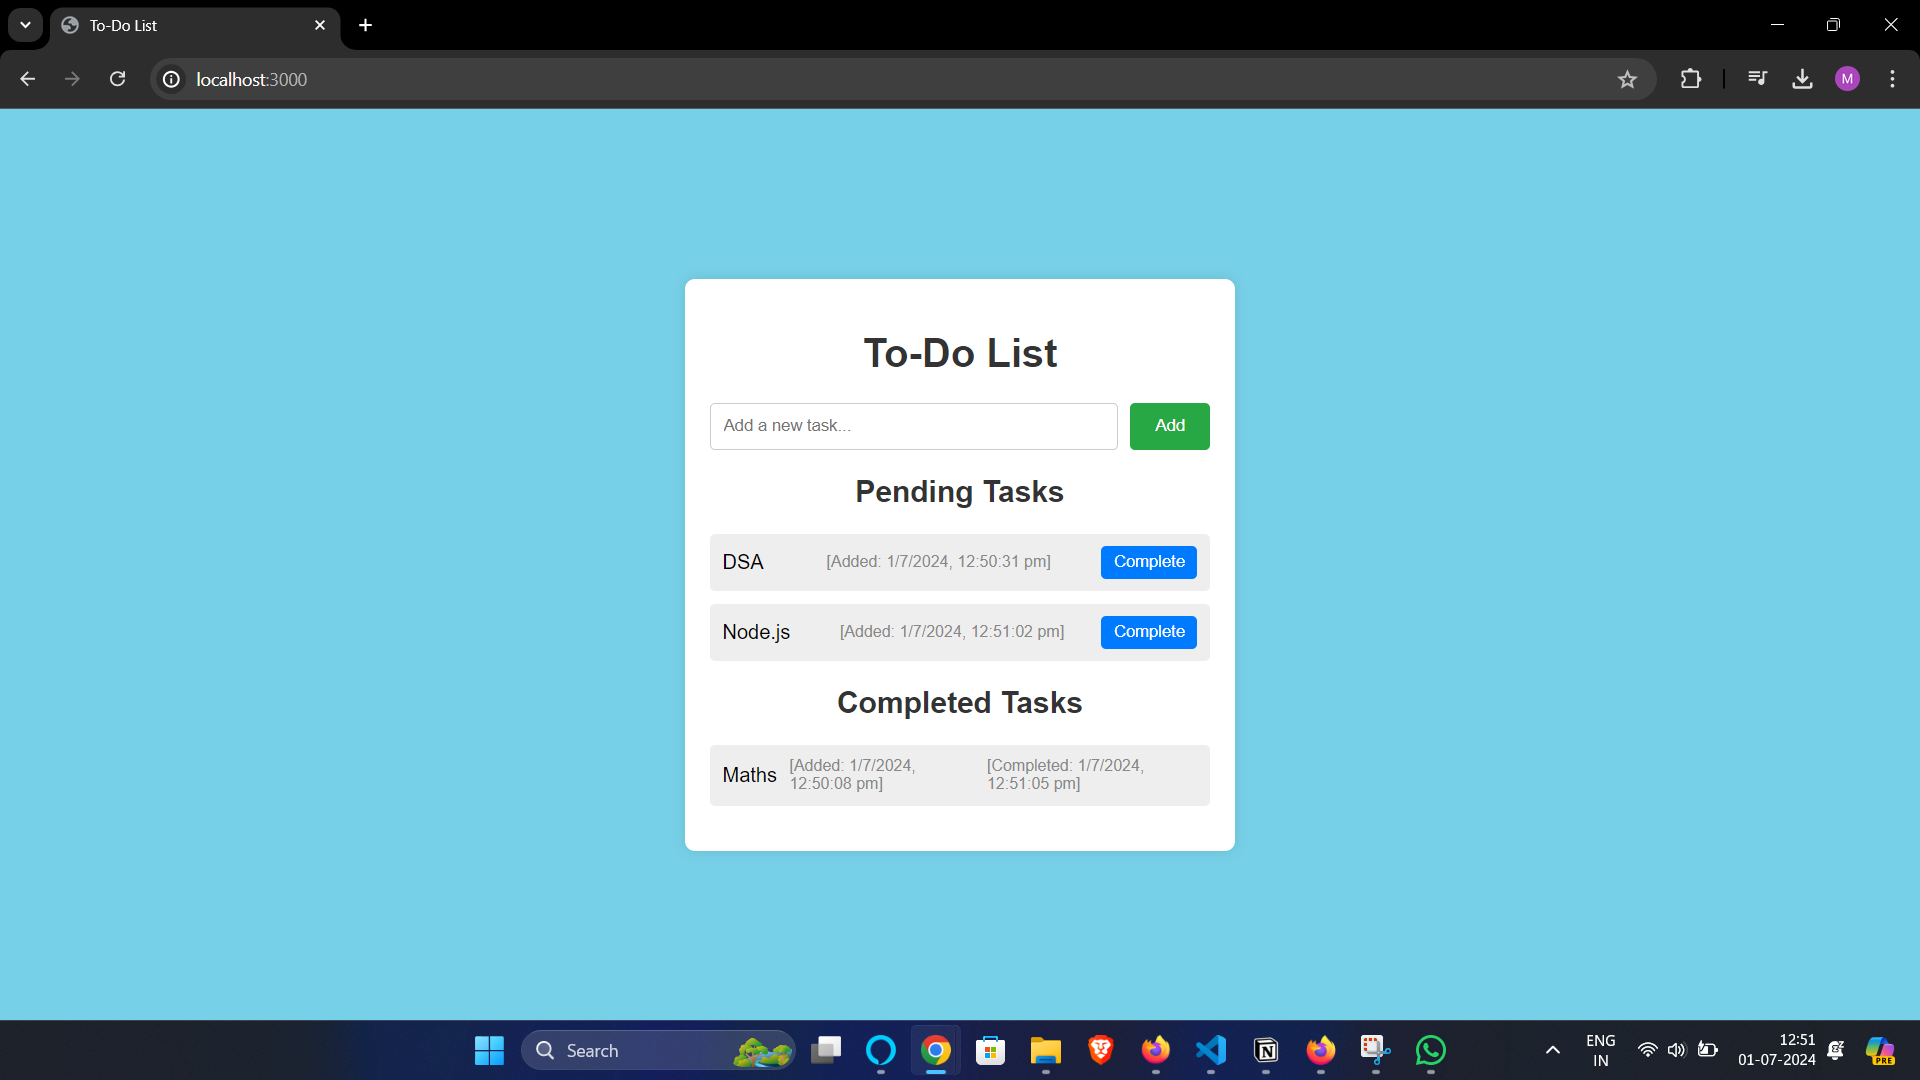 To-Do List
localhost:3000
M
To-Do List
Add a new task...
Add
Pending Tasks
DSA [Added: 1/7/2024, 12:50:31 pm] Complete
Node.js [Added: 1/7/2024, 12:51:02 pm] Complete
Completed Tasks
Maths [Added: 1/7/2024, 12:50:08 pm] [Completed: 1/7/2024, 12:51:05 pm]
Search
ENG
IN
12:51
01-07-2024
PRE